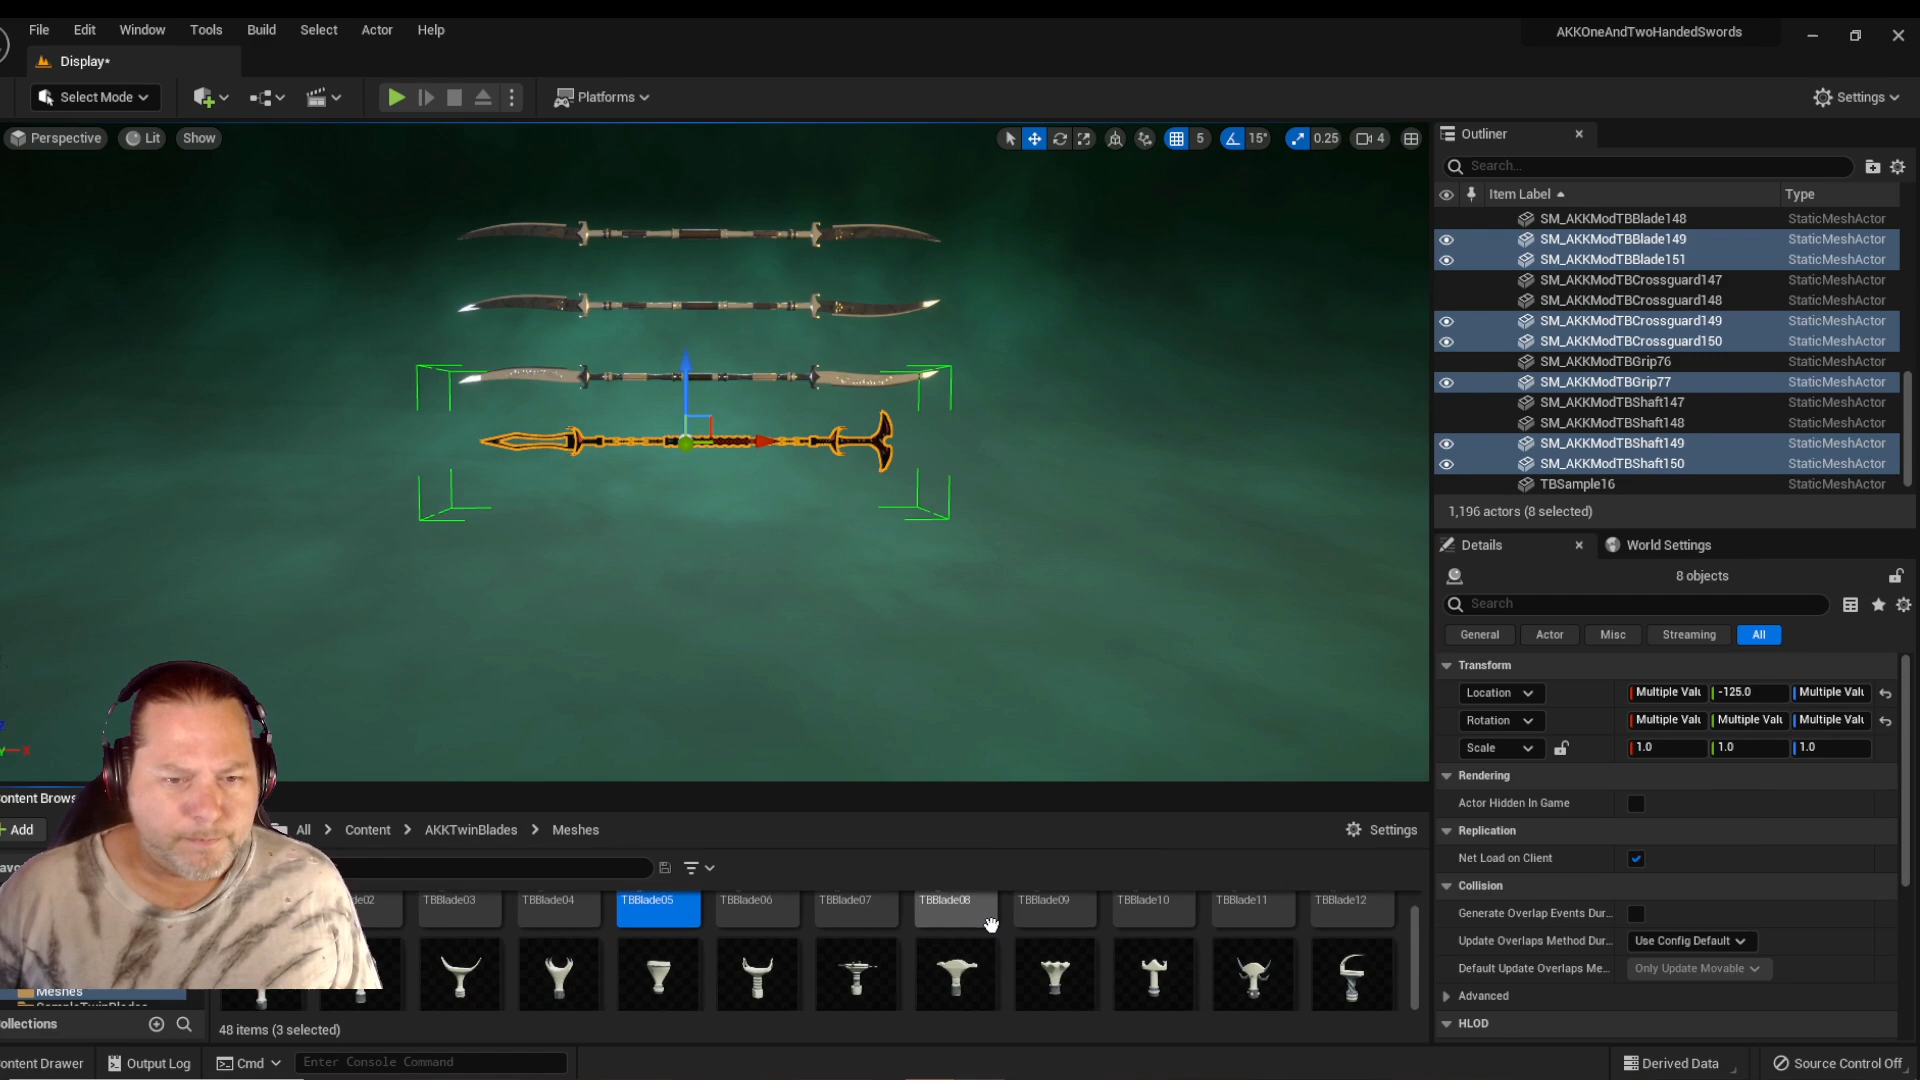 File Edit Window Tools Build Select Actor Help
AKKOneAndTwoHandedSwords
Display*
Select Mode
Platforms
Settings
Perspective Lit Show
5 15° 0.25 4
Outliner
Search...
Item Label Type
SM_AKKModTBBlade148 StaticMeshActor
SM_AKKModTBBlade149 StaticMeshActor
SM_AKKModTBBlade151 StaticMeshActor
SM_AKKModTBCrossguard147 StaticMeshActor
SM_AKKModTBCrossguard148 StaticMeshActor
SM_AKKModTBCrossguard149 StaticMeshActor
SM_AKKModTBCrossguard150 StaticMeshActor
SM_AKKModTBGrip76 StaticMeshActor
SM_AKKModTBGrip77 StaticMeshActor
SM_AKKModTBShaft147 StaticMeshActor
SM_AKKModTBShaft148 StaticMeshActor
SM_AKKModTBShaft149 StaticMeshActor
SM_AKKModTBShaft150 StaticMeshActor
TBSample16 StaticMeshActor
1,196 actors (8 selected)
Details World Settings
8 objects
Search
General Actor Misc Streaming All
Transform
Location Multiple Valu -125.0 Multiple Valu
Rotation Multiple Valu Multiple Valu Multiple Valu
Scale 1.0 1.0 1.0
Rendering
Actor Hidden In Game
Replication
Net Load on Client
Collision
Generate Overlap Events Dur...
Update Overlaps Method Dur... Use Config Default
Default Update Overlaps Me... Only Update Movable
Advanced
HLOD
X
ontent Brows
Add
All Content AKKTwinBlades Meshes
Settings
de02 TBBlade03 TBBlade04 TBBlade05 TBBlade06 TBBlade07 TBBlade08 TBBlade09 TBBlade10 TBBlade11 TBBlade12
Meshes
SampleTwinBlades
ollections
48 items (3 selected)
ontent Drawer Output Log Cmd Enter Console Command
Derived Data Source Control Off